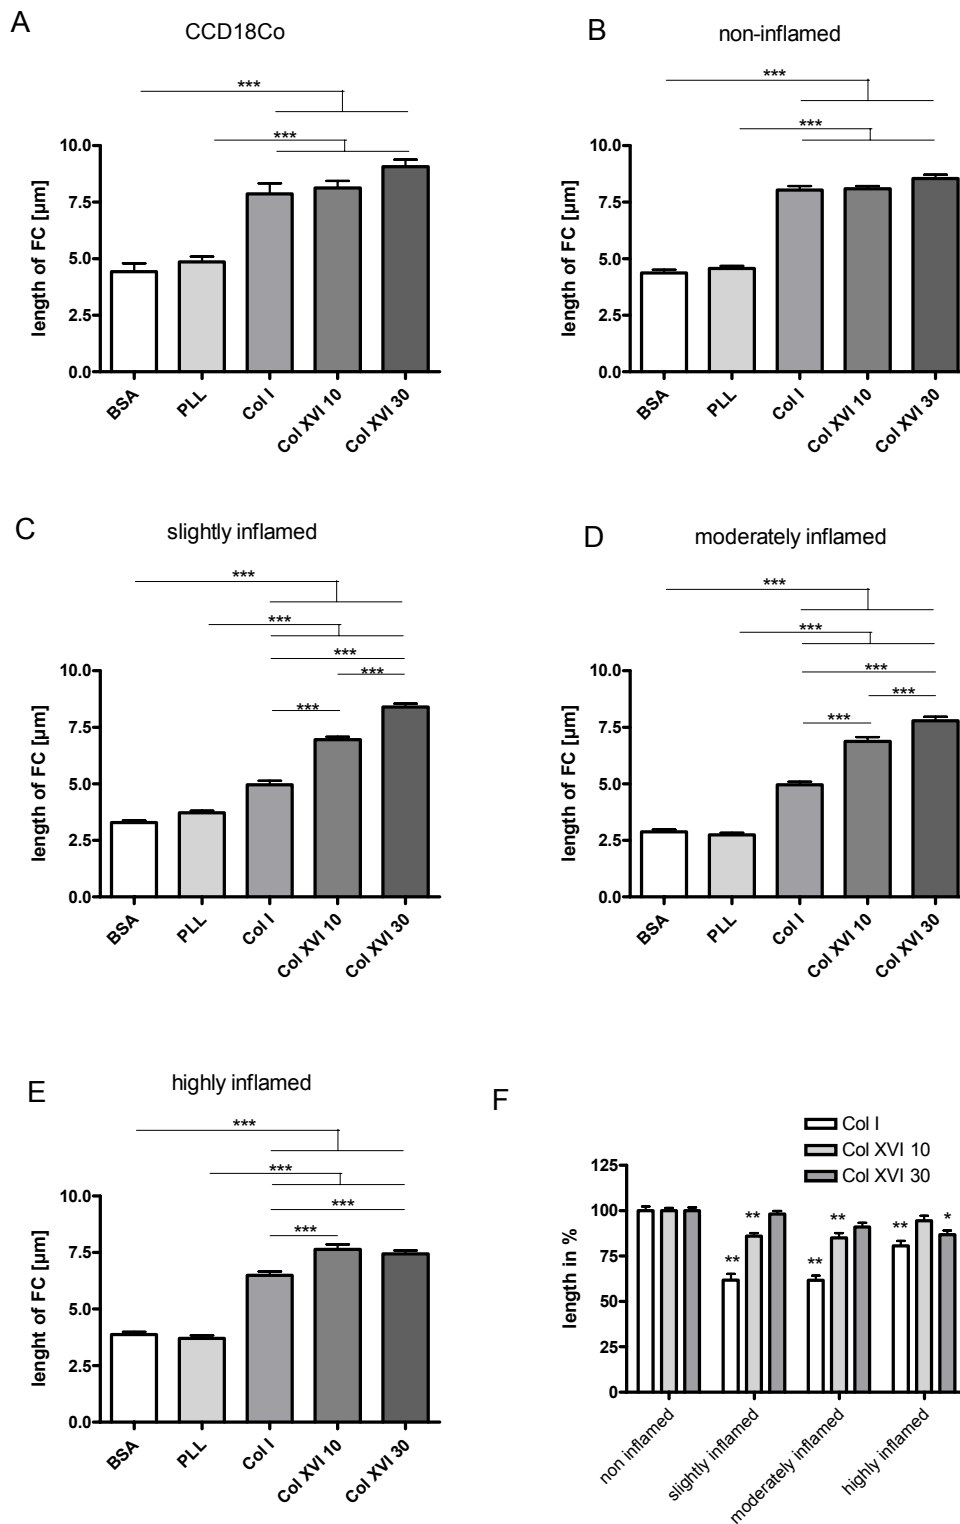 A
CCD18Co
***
***
10.0
7.5
5.0
2.5
0.0
length of FC [µm]
BSA
PLL
Col I
Col XVI 10
Col XVI 30
B
non-inflamed
***
***
10.0
7.5
5.0
2.5
0.0
length of FC [µm]
BSA
PLL
Col I
Col XVI 10
Col XVI 30
C
slightly inflamed
***
***
***
***
***
10.0
7.5
5.0
2.5
0.0
length of FC [µm]
BSA
PLL
Col I
Col XVI 10
Col XVI 30
D
moderately inflamed
***
***
***
***
***
10.0
7.5
5.0
2.5
0.0
length of FC [µm]
BSA
PLL
Col I
Col XVI 10
Col XVI 30
E
highly inflamed
***
***
***
***
10.0
7.5
5.0
2.5
0.0
lenght of FC [µm]
BSA
PLL
Col I
Col XVI 10
Col XVI 30
F
Col I
Col XVI 10
Col XVI 30
125
100
75
50
25
0
length in %
** ** ** ** ** *
non inflamed
slightly inflamed
moderately inflamed
highly inflamed